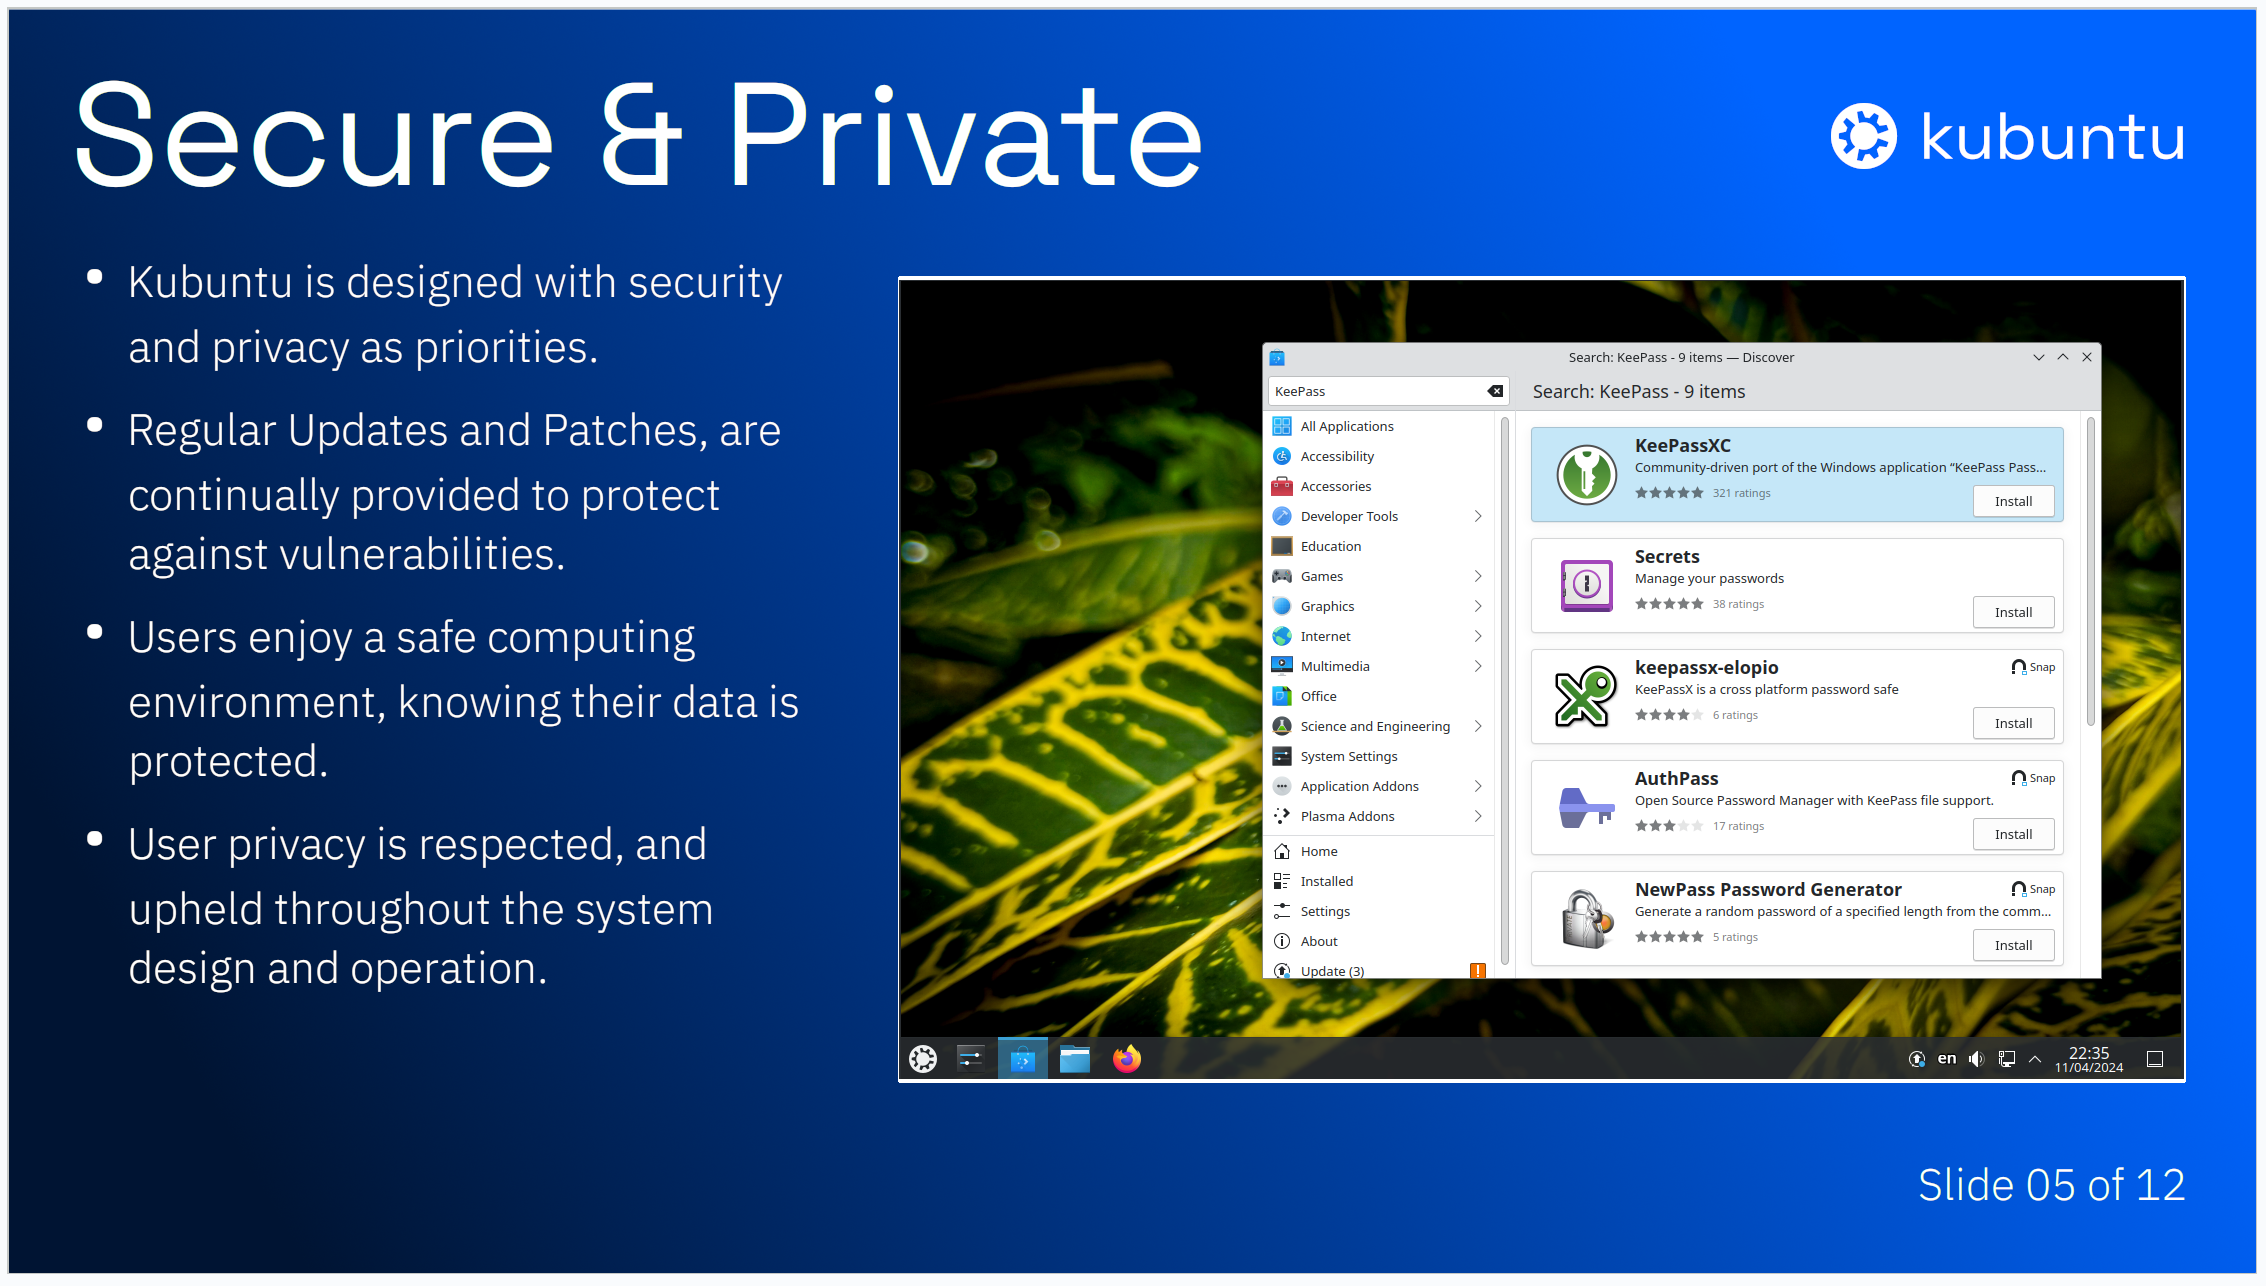 Secure & Private
kubuntu
• Kubuntu is designed with security
and privacy as priorities.
• Regular Updates and Patches, are
continually provided to protect
against vulnerabilities.
• Users enjoy a safe computing
environment, knowing their data is
protected.
• User privacy is respected, and
upheld throughout the system
design and operation.
Search: KeePass - 9 items — Discover
KeePass
Search: KeePass - 9 items
All Applications
Accessibility
Accessories
Developer Tools
Education
Games
Graphics
Internet
Multimedia
Office
Science and Engineering
System Settings
Application Addons
Plasma Addons
Home
Installed
Settings
About
Update (3)
KeePassXC
Community-driven port of the Windows application “KeePass Pass...
321 ratings
Install
Secrets
Manage your passwords
38 ratings
Install
keepassx-elopio
Snap
KeePassX is a cross platform password safe
6 ratings
Install
AuthPass
Snap
Open Source Password Manager with KeePass file support.
17 ratings
Install
NewPass Password Generator
Snap
Generate a random password of a specified length from the comm...
5 ratings
Install
en
22:35
11/04/2024
Slide 05 of 12